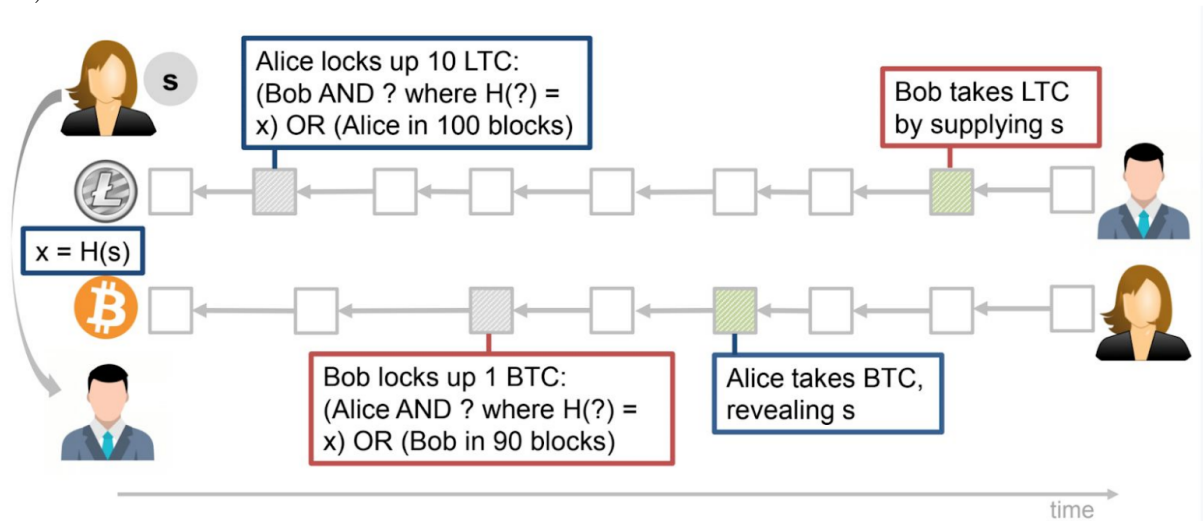 s
Alice locks up 10 LTC:
(Bob AND ? where H(?) =
x) OR (Alice in 100 blocks)
Bob takes LTC
by supplying s
x = H(s)
Bob locks up 1 BTC:
(Alice AND ? where H(?) =
x) OR (Bob in 90 blocks)
Alice takes BTC,
revealing s
time